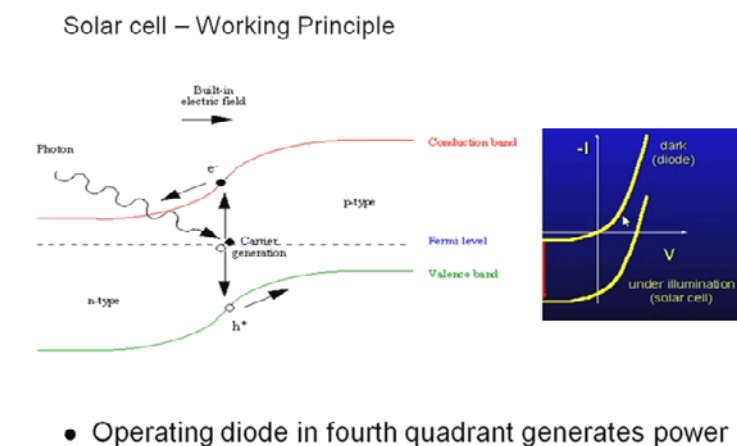 Solar cell – Working Principle
Built-in
electric field
Photon
e-
Conduction band
p-type
Carrier
generation
Fermi level
Valence band
n-type
h+
-I
dark
(diode)
V
under illumination
(solar cell)
● Operating diode in fourth quadrant generates power